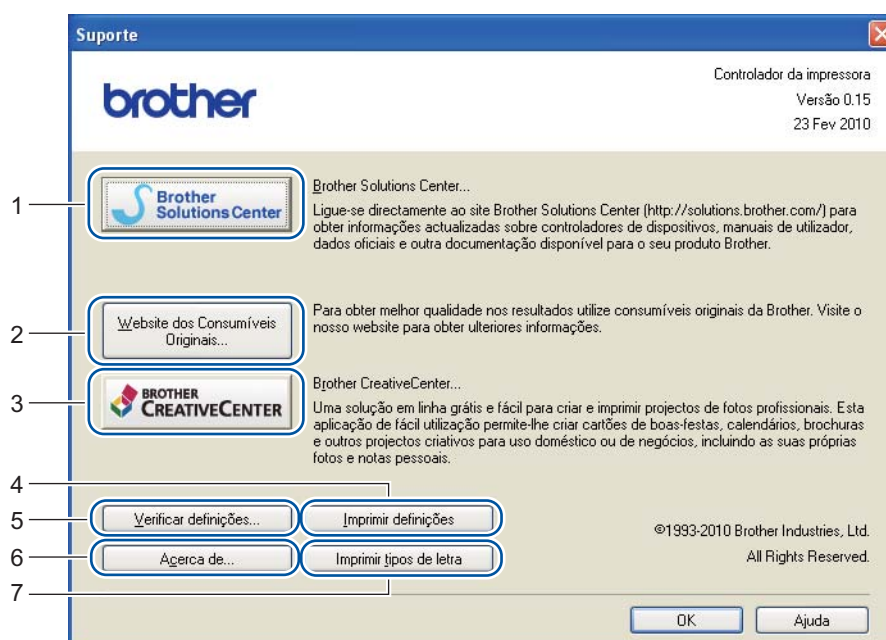 Suporte
brother
Controlador da impressora
Versão 0.15
23 Fev 2010
1
Brother
Solutions Center
Brother Solutions Center...
Ligue-se directamente ao site Brother Solutions Center (http://solutions.brother.com/) para
obter informações actualizadas sobre controladores de dispositivos, manuais de utilizador,
dados oficiais e outra documentação disponível para o seu produto Brother.
2
Website dos Consumíveis
Originais...
Para obter melhor qualidade nos resultados utilize consumíveis originais da Brother. Visite o
nosso website para obter ulteriores informações.
3
BROTHER
CREATIVECENTER
Brother CreativeCenter...
Uma solução em linha grátis e fácil para criar e imprimir projectos de fotos profissionais. Esta
aplicação de fácil utilização permite-lhe criar cartões de boas-festas, calendários, brochuras
e outros projectos criativos para uso doméstico ou de negócios, incluindo as suas próprias
fotos e notas pessoais.
4
5
Verificar definições...
Imprimir definições
©1993-2010 Brother Industries, Ltd.
6
Acerca de...
Imprimir tipos de letra
All Rights Reserved.
7
OK
Ajuda